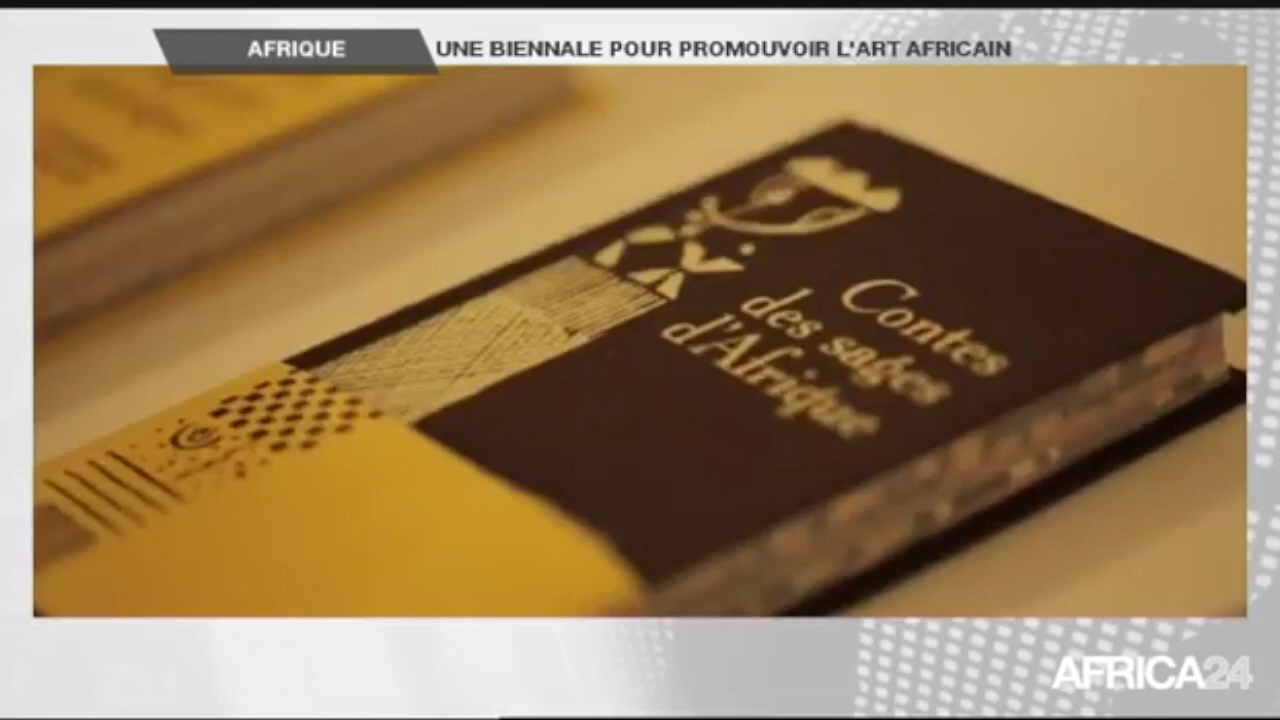 AFRIQUE
UNE BIENNALE POUR PROMOUVOIR L'ART AFRICAIN
Contes
des sages
d'Afrique
AFRICA24